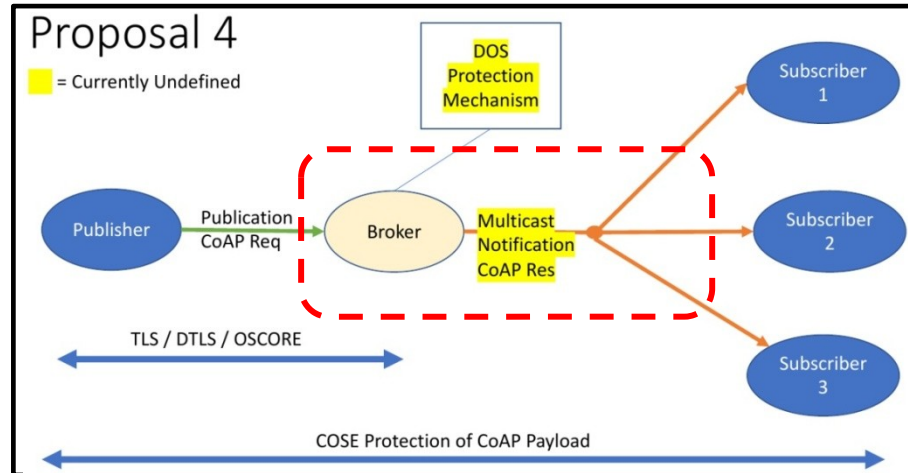 Proposal 4
= Currently Undefined
DOS
Protection
Mechanism
Subscriber
1
Publisher
Publication
CoAP Req
Broker
Multicast
Notification
CoAP Res
Subscriber
2
TLS / DTLS / OSCORE
Subscriber
3
COSE Protection of CoAP Payload